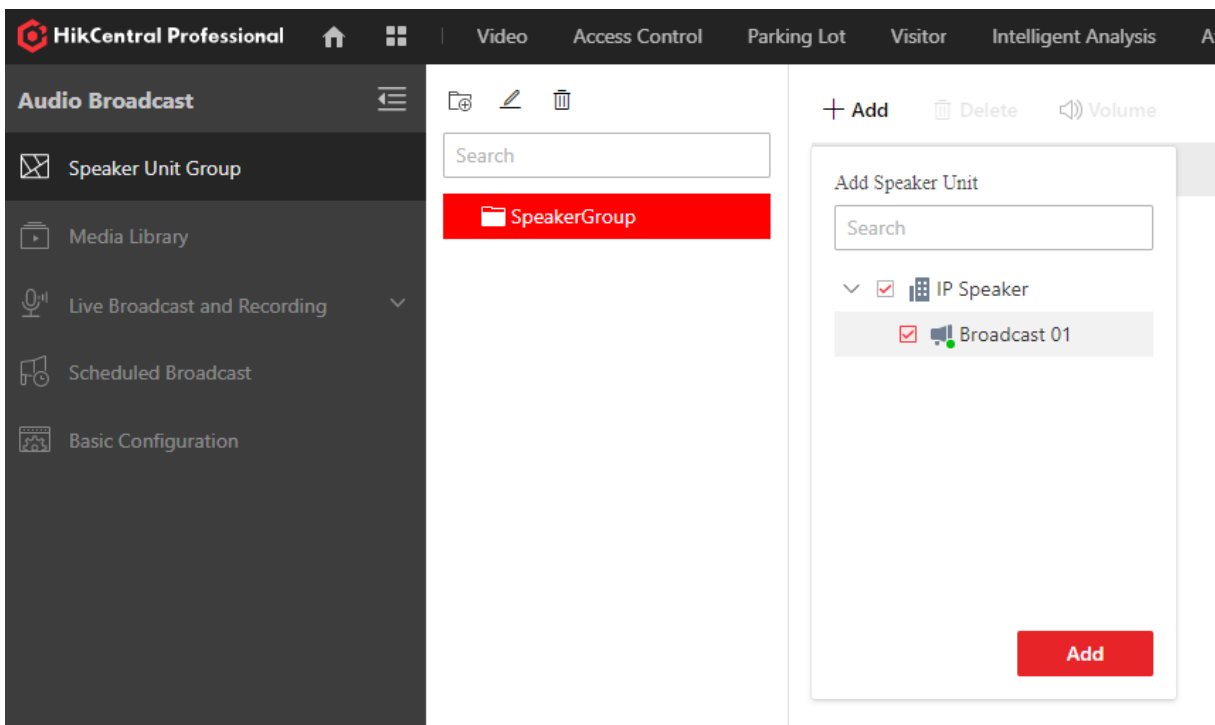 HikCentral Professional
Video
Access Control
Parking Lot
Visitor
Intelligent Analysis
Audio Broadcast
Speaker Unit Group
Media Library
Live Broadcast and Recording
Scheduled Broadcast
Basic Configuration
Search
SpeakerGroup
Add
Delete
Volume
Add Speaker Unit
Search
IP Speaker
Broadcast 01
Add